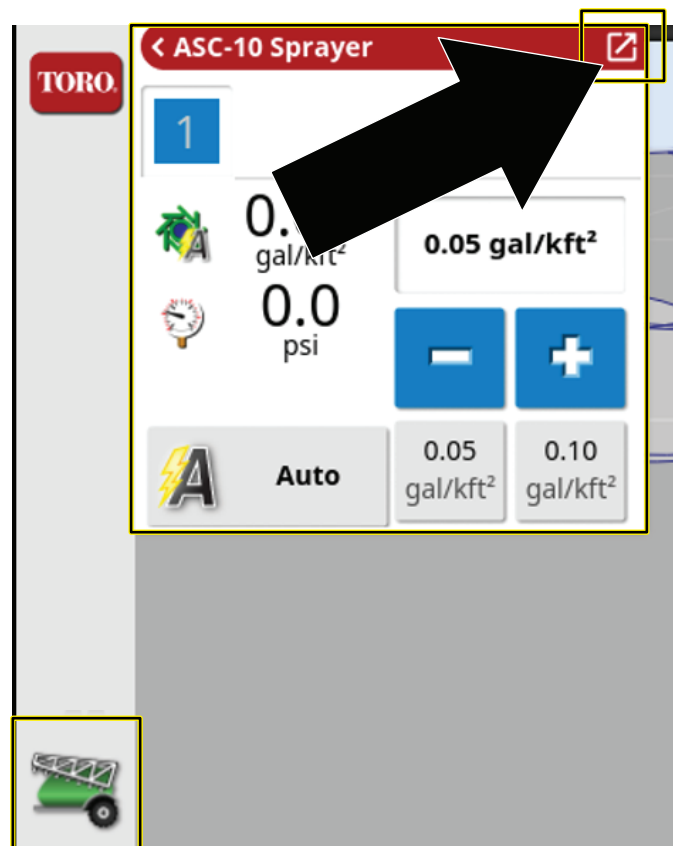 < ASC-10 Sprayer
TORO.
1
0.
gal/kft²
0.05 gal/kft²
0.0
psi
A Auto
0.05
gal/kft²
0.10
gal/kft²